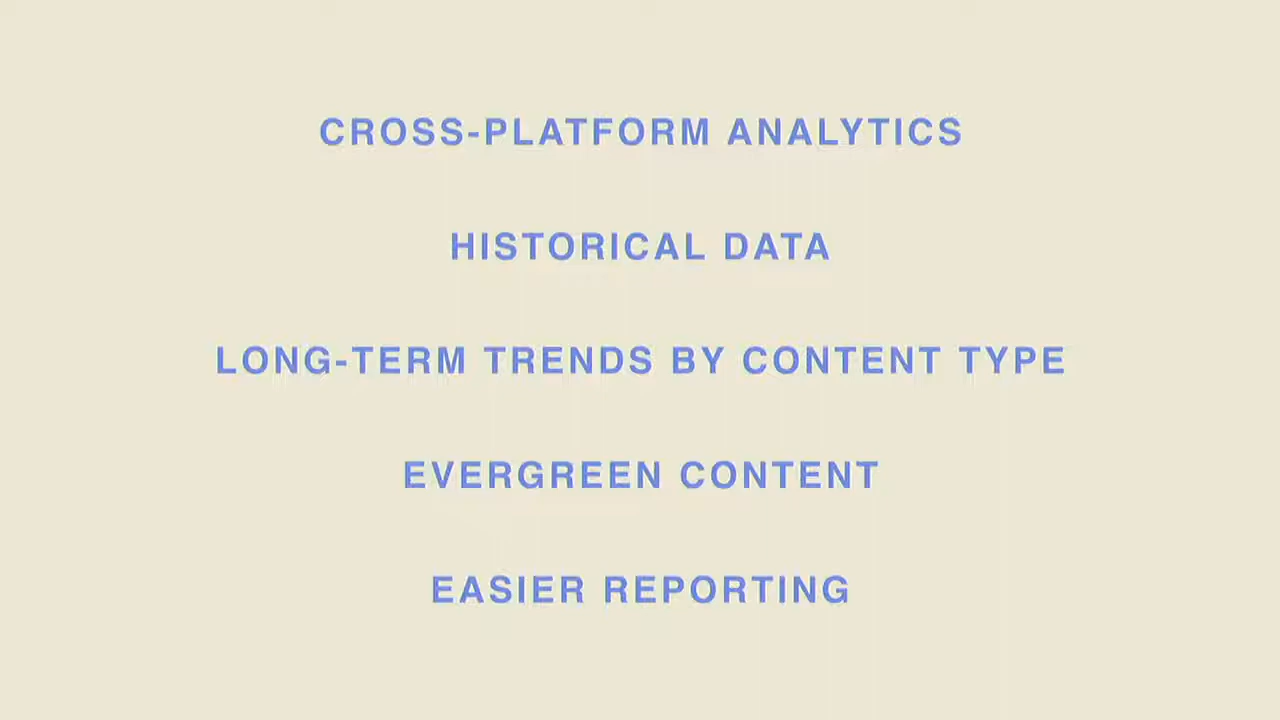 CROSS-PLATFORM ANALYTICS
HISTORICAL DATA
LONG-TERM TRENDS BY CONTENT TYPE
EVERGREEN CONTENT
EASIER REPORTING